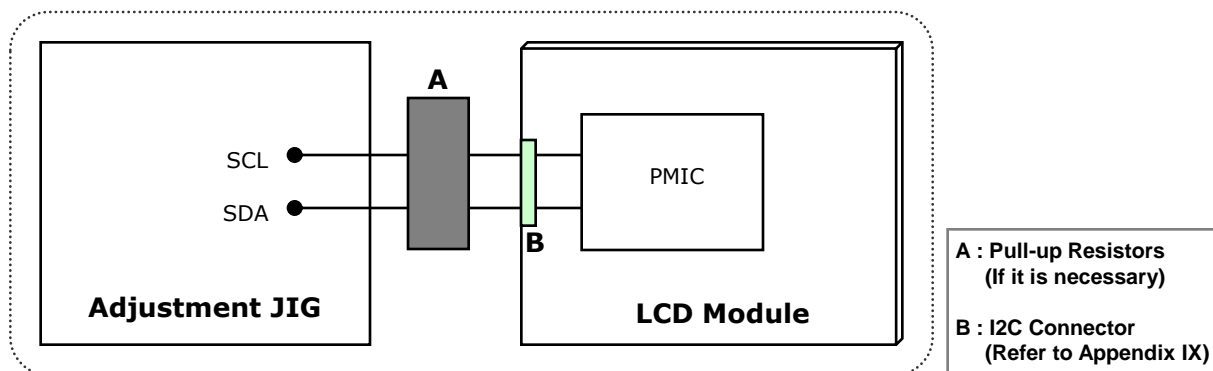 A
SCL
SDA
PMIC
B
Adjustment JIG
LCD Module
A : Pull-up Resistors
(If it is necessary)
B : I2C Connector
(Refer to Appendix IX)